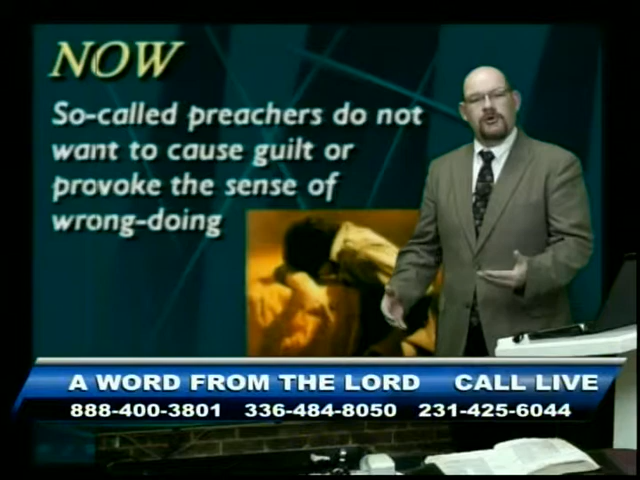 NOW
So-called preachers do not
want to cause guilt or
provoke the sense of
wrong-doing
A WORD FROM THE LORD CALL LIVE
888-400-3801 336-484-8050 231-425-6044